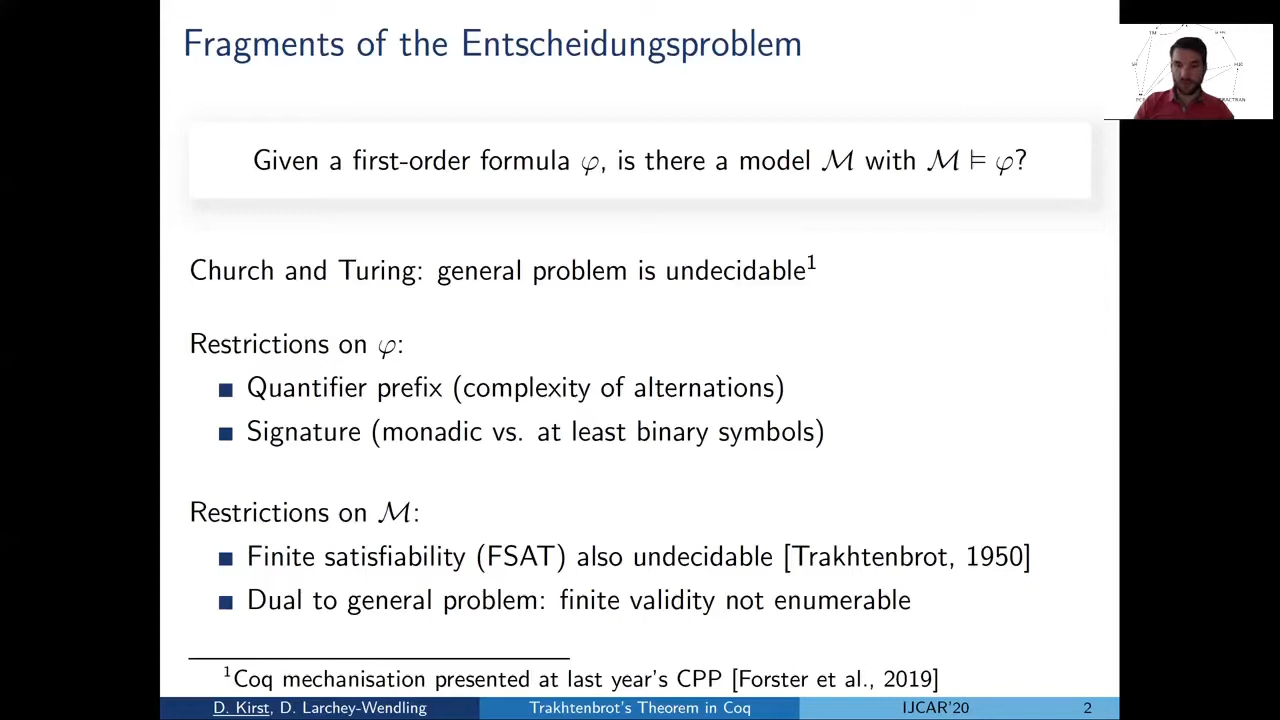 Fragments of the Entscheidungsproblem
Given a first-order formula φ, is there a model ℳ with ℳ ⊨ φ?
Church and Turing: general problem is undecidable¹
Restrictions on φ:
■ Quantifier prefix (complexity of alternations)
■ Signature (monadic vs. at least binary symbols)
Restrictions on ℳ:
■ Finite satisfiability (FSAT) also undecidable [Trakhtenbrot, 1950]
■ Dual to general problem: finite validity not enumerable
¹Coq mechanisation presented at last year's CPP [Forster et al., 2019]
D. Kirst, D. Larchey-Wendling Trakhtenbrot's Theorem in Coq IJCAR'20 2